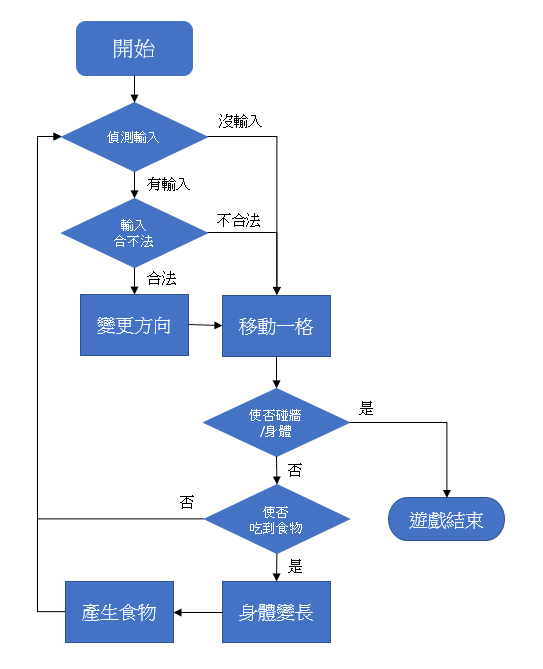 開始
偵測輸入
沒輸入
有輸入
輸入
合不法
不合法
合法
變更方向
移動一格
使否碰牆
/身體
是
否
使否
吃到食物
否
遊戲結束
是
產生食物
身體變長